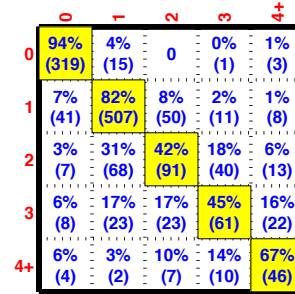 0 1 2 3 4+
0 94% 4% 0 0% 1%
(319) (15) (1) (3)
1 7% 82% 8% 2% 1%
(41) (507) (50) (11) (8)
2 3% 31% 42% 18% 6%
(7) (68) (91) (40) (13)
3 6% 17% 17% 45% 16%
(8) (23) (23) (61) (22)
4+ 6% 3% 10% 14% 67%
(4) (2) (7) (10) (46)